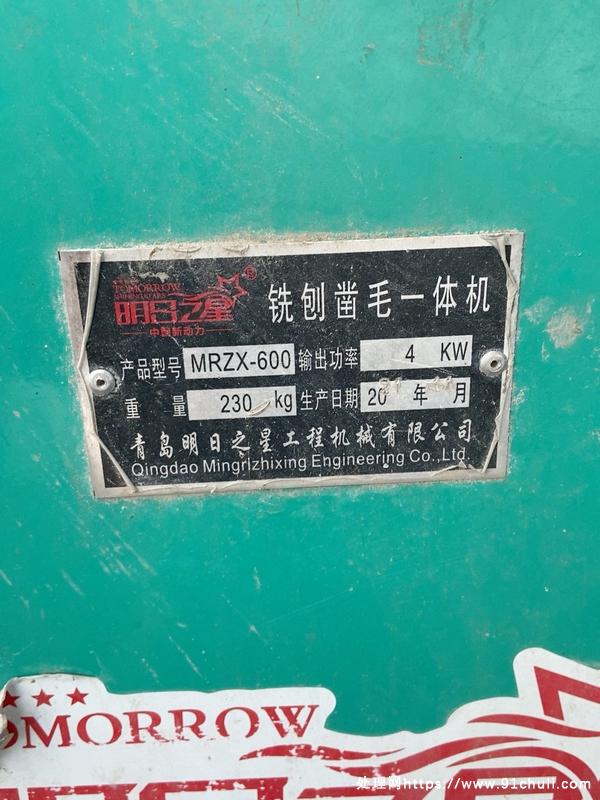 TOMORROW
SHINING STARS
明日之星®
中国新动力
铣刨凿毛一体机
产品型号 MRZX-600 输出功率 4 KW
重量 230 kg 生产日期 20 年 月
青岛明日之星工程机械有限公司
Qingdao Mingrizhixing Engineering Co.,Ltd.
OMORROW
处理网https://www.91chuli.com